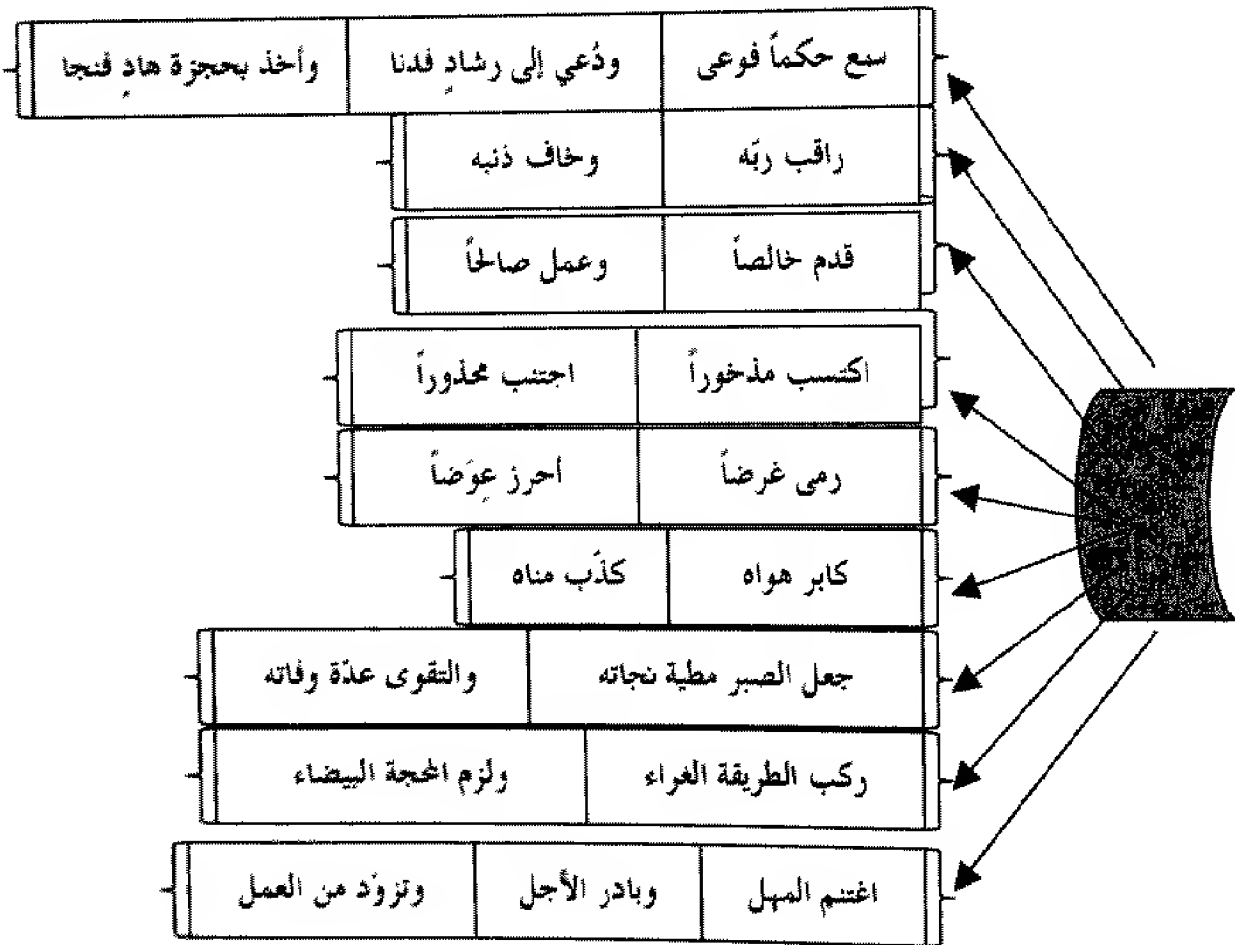 سمع حكماً فوعى ودُعي إلى رشادٍ فدنا وأخذ بحجزة هادٍ فنجا
راقب ربّه وخاف ذنبه
قدم خالصاً وعمل صالحاً
اكتسب مذخوراً اجتنب محذوراً
رمى غرضاً أحرز عِوَضاً
كابر هواه كذّب مناه
جعل الصبر مطية نجاته والتقوى عدّة وفاته
ركب الطريقة الغراء ولزم المحجة البيضاء
اغتنم المهل وبادر الأجل وتزوّد من العمل